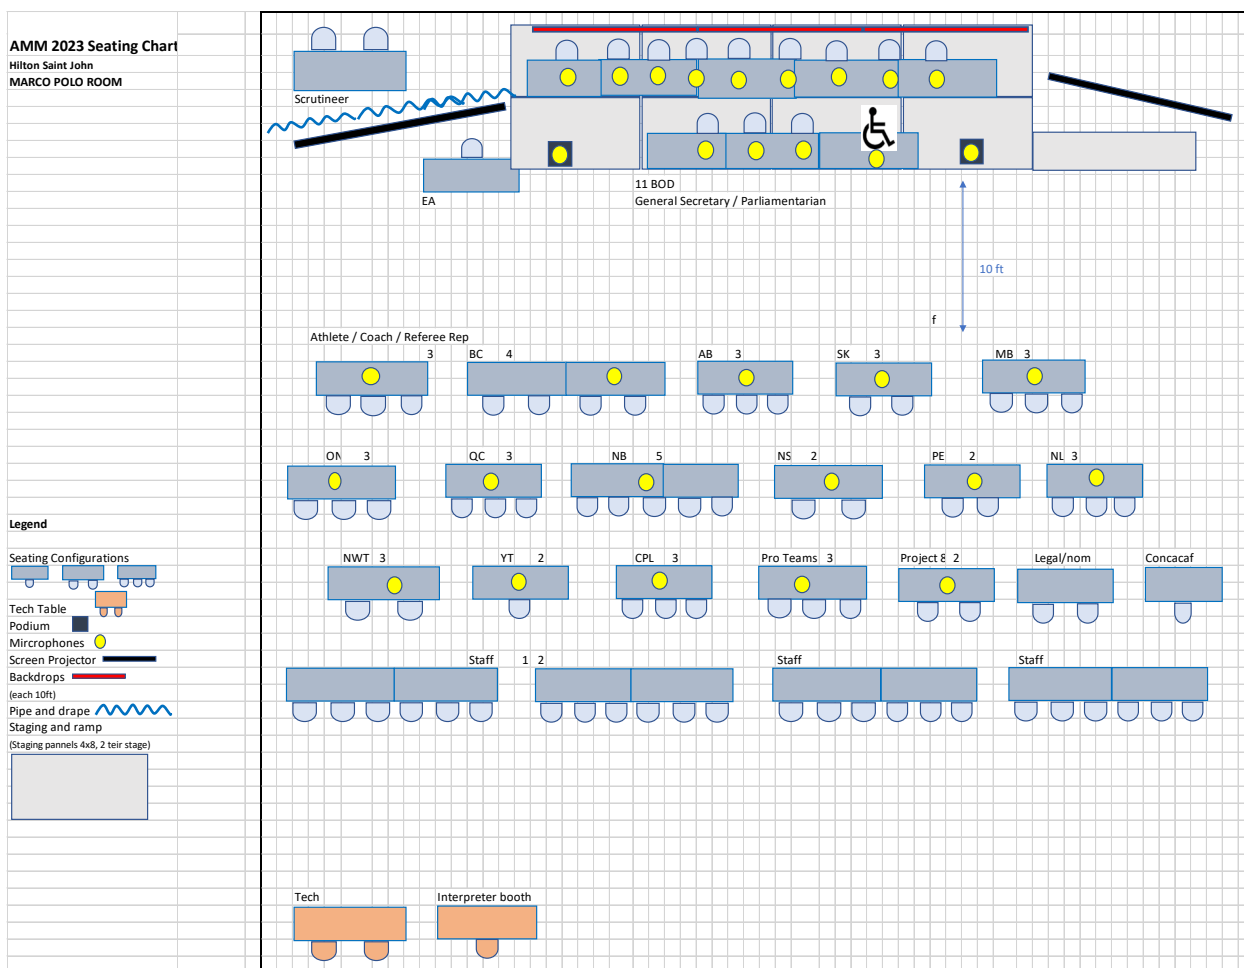 AMM 2023 Seating Chart
Hilton Saint John
MARCO POLO ROOM
Scrutineer
EA
11 BOD
General Secretary / Parliamentarian
10 ft
f
Athlete / Coach / Referee Rep
3 BC 4 AB 3 SK 3 MB 3
ON 3 QC 3 NB 5 NS 2 PE 2 NL 3
Legend
Seating Configurations
NWT 3 YT 2 CPL 3 Pro Teams 3 Project 8 2 Legal/nom Concacaf
Tech Table
Podium
Mircrophones
Screen Projector
Backdrops
(each 10ft)
Pipe and drape
Staging and ramp
(Staging pannels 4x8, 2 teir stage)
Staff 1 2 Staff Staff
Tech Interpreter booth